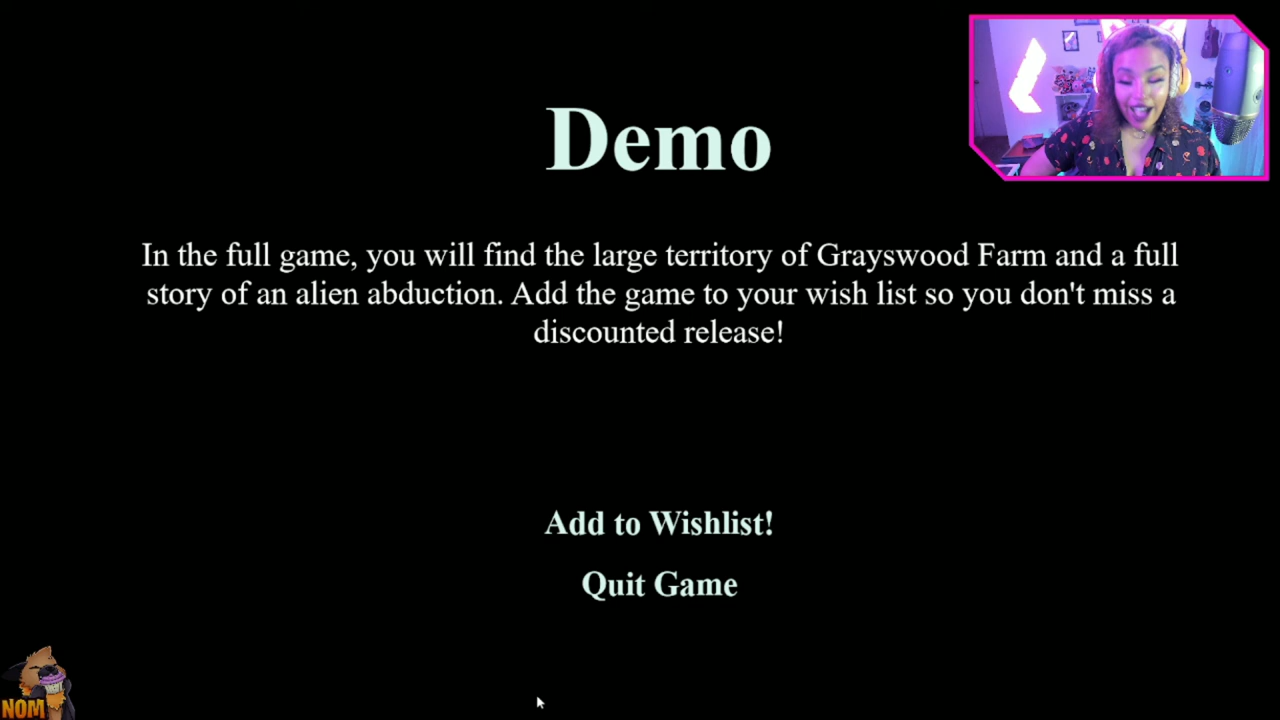 Demo
In the full game, you will find the large territory of Grayswood Farm and a full
story of an alien abduction. Add the game to your wish list so you don't miss a
discounted release!
Add to Wishlist!
Quit Game
NOM